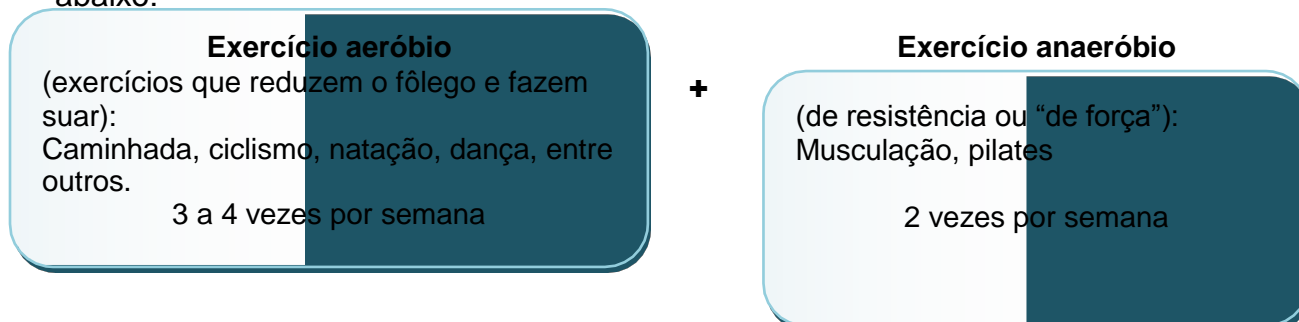 abaixo:
Exercício aeróbio
(exercícios que reduzem o fôlego e fazem
suar):
Caminhada, ciclismo, natação, dança, entre
outros.
3 a 4 vezes por semana
+
Exercício anaeróbio
(de resistência ou “de força”):
Musculação, pilates
2 vezes por semana